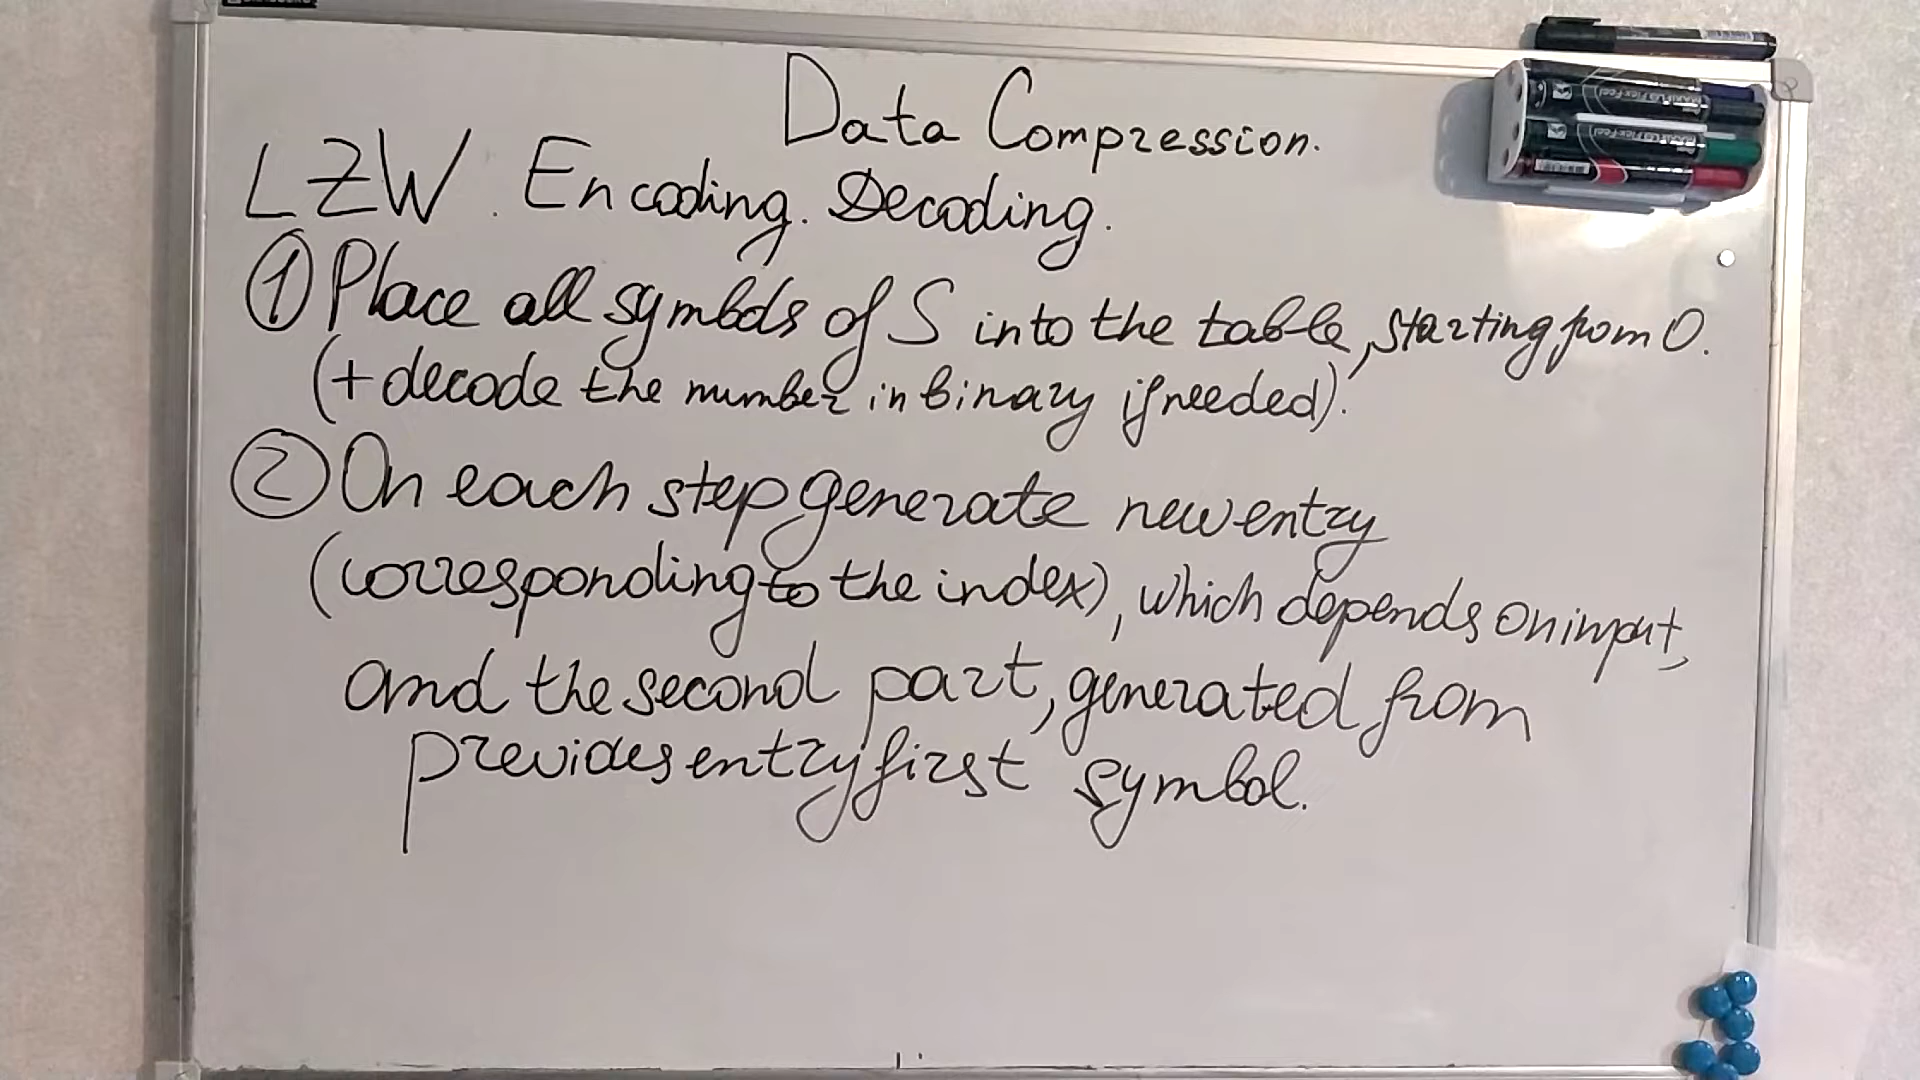 Data Compression.
LZW. Encoding. Decoding.
① Place all symbols of S into the table, starting from 0.
(+ decode the number in binary if needed).
② On each step generate new entry
(corresponding to the index), which depends on input,
and the second part, generated from
previous entry first symbol.